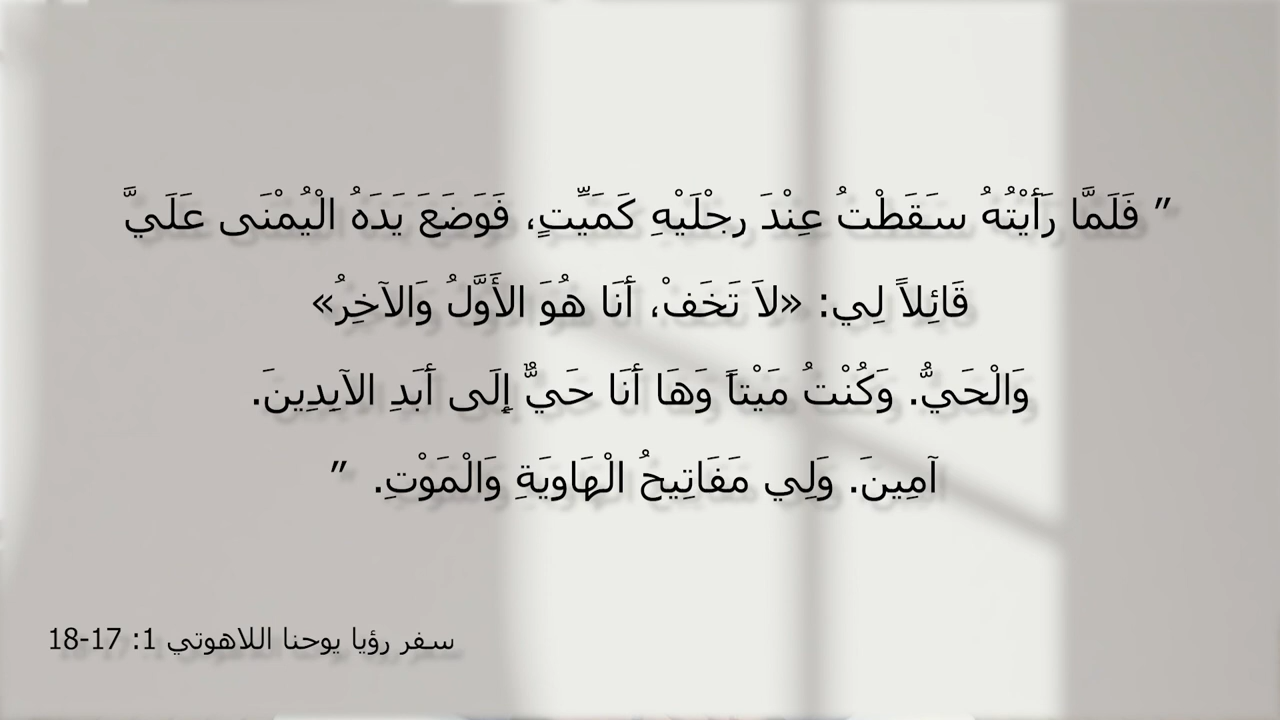 ” فَلَمَّا رَأَيْتُهُ سَقَطْتُ عِنْدَ رِجْلَيْهِ كَمَيِّتٍ، فَوَضَعَ يَدَهُ الْيُمْنَى عَلَيَّ
قَائِلاً لِي: «لاَ تَخَفْ، أَنَا هُوَ الأَوَّلُ وَالآخِرُ»
وَالْحَيُّ. وَكُنْتُ مَيْتاً وَهَا أَنَا حَيٌّ إِلَى أَبَدِ الآبِدِينَ.
آمِينَ. وَلِي مَفَاتِيحُ الْهَاوِيَةِ وَالْمَوْتِ. ”
سفر رؤيا يوحنا اللاهوتي 1: 17-18